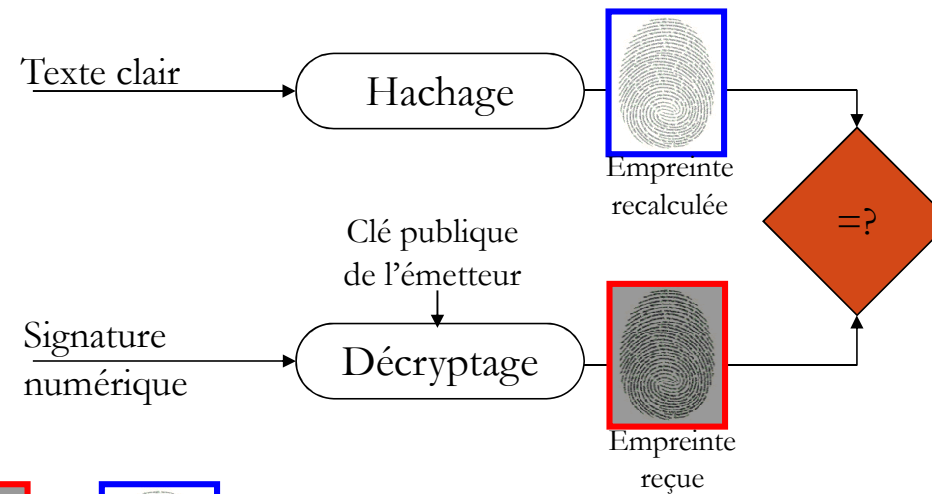 Texte clair
Hachage
Empreinte
recalculée
=?
Clé publique
de l’émetteur
Signature
numérique
Décryptage
Empreinte
reçue